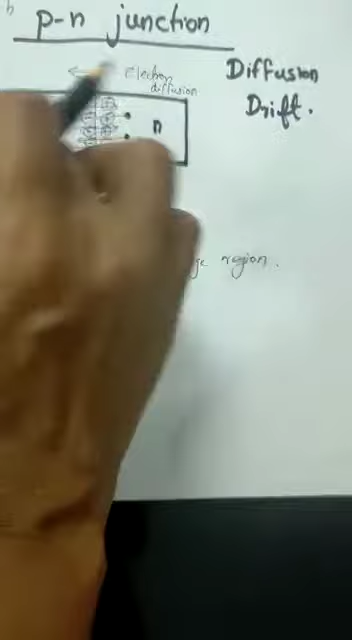 p-n junction
Diffusion
Drift.
electron
diffusion
n
region.